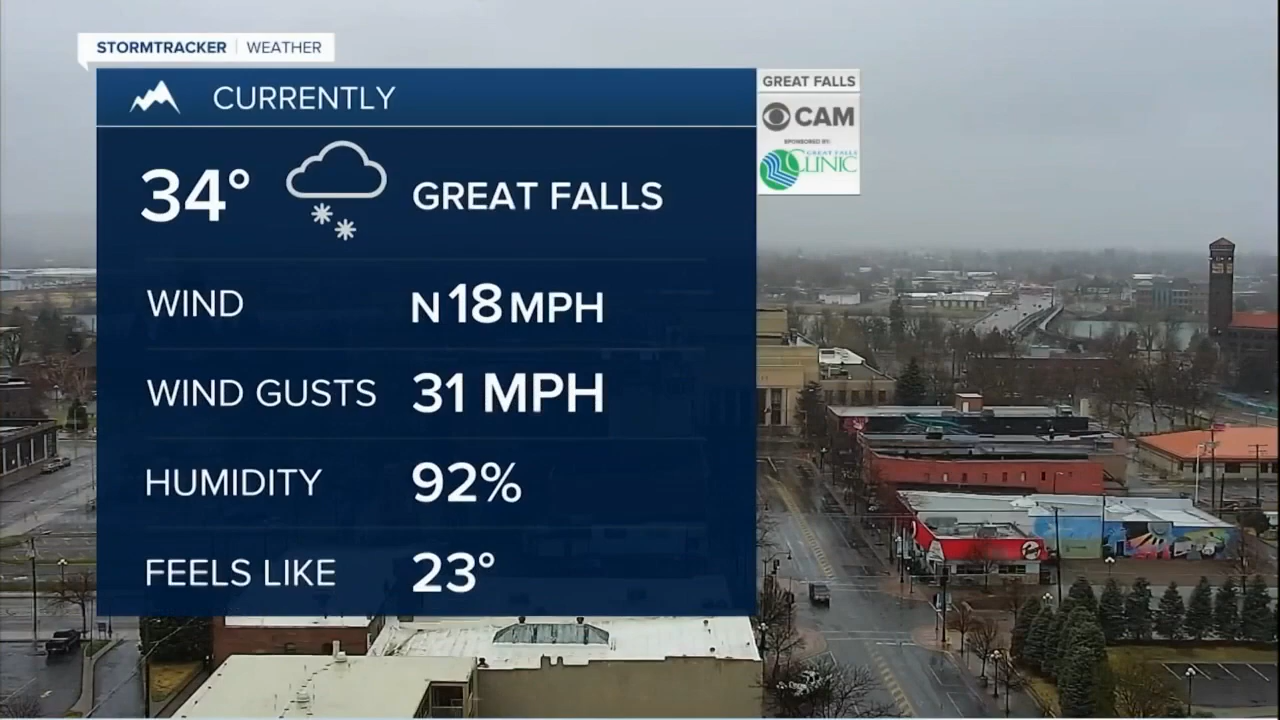 STORMTRACKER WEATHER
CURRENTLY
GREAT FALLS
CAM
SPONSORED BY:
GREAT FALLS
CLINIC
34° GREAT FALLS
WIND N 18 MPH
WIND GUSTS 31 MPH
HUMIDITY 92%
FEELS LIKE 23°